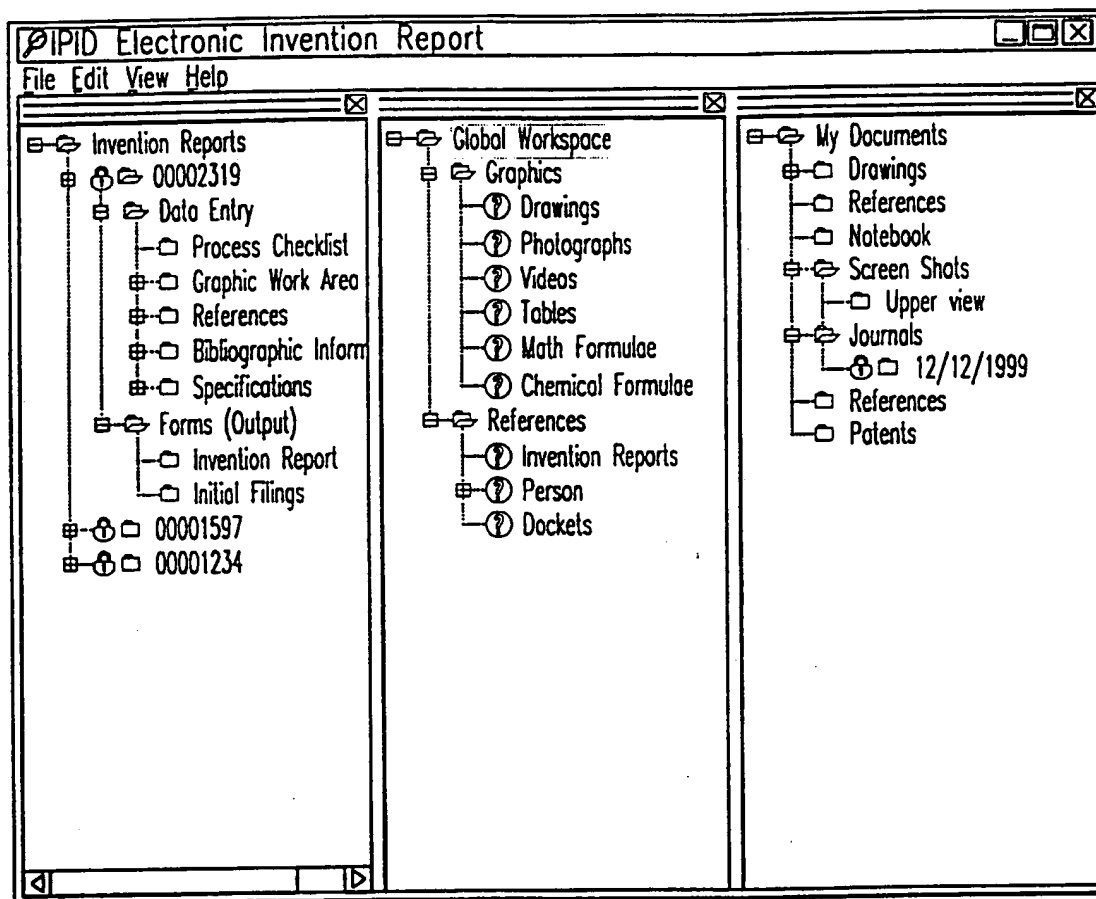 IPID Electronic Invention Report
File Edit View Help
Invention Reports
00002319
Data Entry
Process Checklist
Graphic Work Area
References
Bibliographic Inform
Specifications
Forms (Output)
Invention Report
Initial Filings
00001597
00001234
Global Workspace
Graphics
Drawings
Photographs
Videos
Tables
Math Formulae
Chemical Formulae
References
Invention Reports
Person
Dockets
My Documents
Drawings
References
Notebook
Screen Shots
Upper view
Journals
12/12/1999
References
Patents